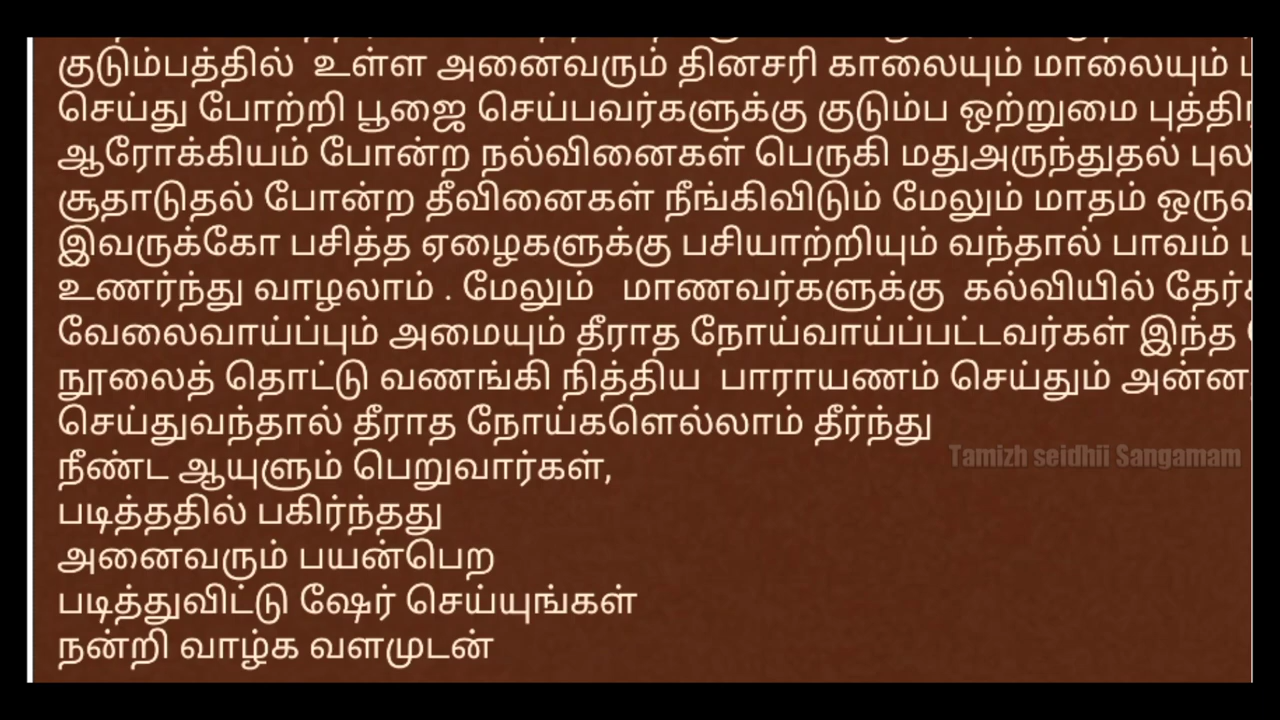 குடும்பத்தில் உள்ள அனைவரும் தினசரி காலையும் மாலையும்
செய்து போற்றி பூஜை செய்பவர்களுக்கு குடும்ப ஒற்றுமை
ஆரோக்கியம் போன்ற நல்வினைகள் பெருகி மதுஅருந்துதல்
சூதாடுதல் போன்ற தீவினைகள் நீங்கிவிடும் மேலும் மாதம்
இவருக்கோ பசித்த ஏழைகளுக்கு பசியாற்றியும் வந்தால் பாவம்
உணர்ந்து வாழலாம் . மேலும் மாணவர்களுக்கு கல்வியில்
வேலைவாய்ப்பும் அமையும் தீராத நோய்வாய்ப்பட்டவர்கள் இந்த
நூலைத் தொட்டு வணங்கி நித்திய பாராயணம் செய்தும்
செய்துவந்தால் தீராத நோய்களெல்லாம் தீர்ந்து
Tamizh seidhii Sangamam
நீண்ட ஆயுளும் பெறுவார்கள்,
படித்ததில் பகிர்ந்தது
அனைவரும் பயன்பெற
படித்துவிட்டு ஷேர் செய்யுங்கள்
நன்றி வாழ்க வளமுடன்